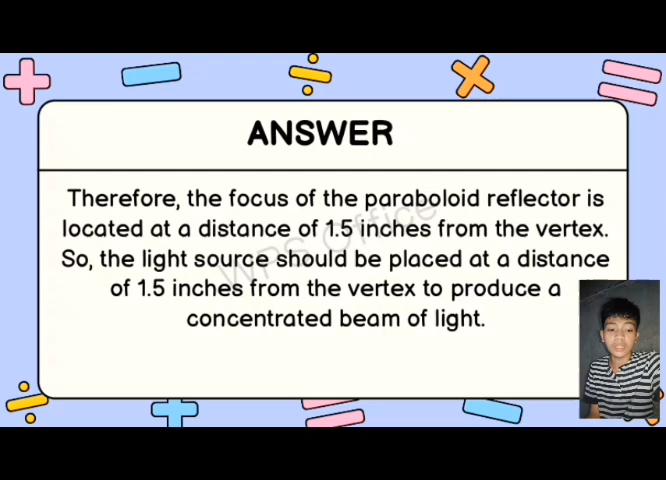 ANSWER
Therefore, the focus of the paraboloid reflector is
located at a distance of 1.5 inches from the vertex.
So, the light source should be placed at a distance
of 1.5 inches from the vertex to produce a
concentrated beam of light.
WPS Office